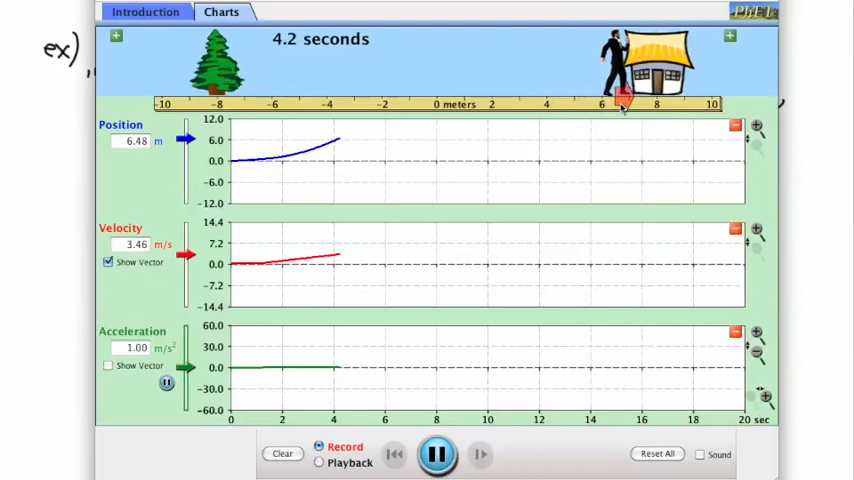 Introduction Charts PhET
ex)
4.2 seconds
-10 -8 -6 -4 0 meters 2 4 6 8 10
Position
6.48 m
12.0
6.0
0.0
-6.0
-12.0
Velocity
3.46 m/s
Show Vector
14.4
7.2
0.0
-7.2
-14.4
Acceleration
1.00 m/s²
Show Vector
60.0
30.0
0.0
-30.0
-60.0
0 2 4 6 8 10 12 14 16 18 20 sec
Clear
Record
Playback
Reset All
Sound